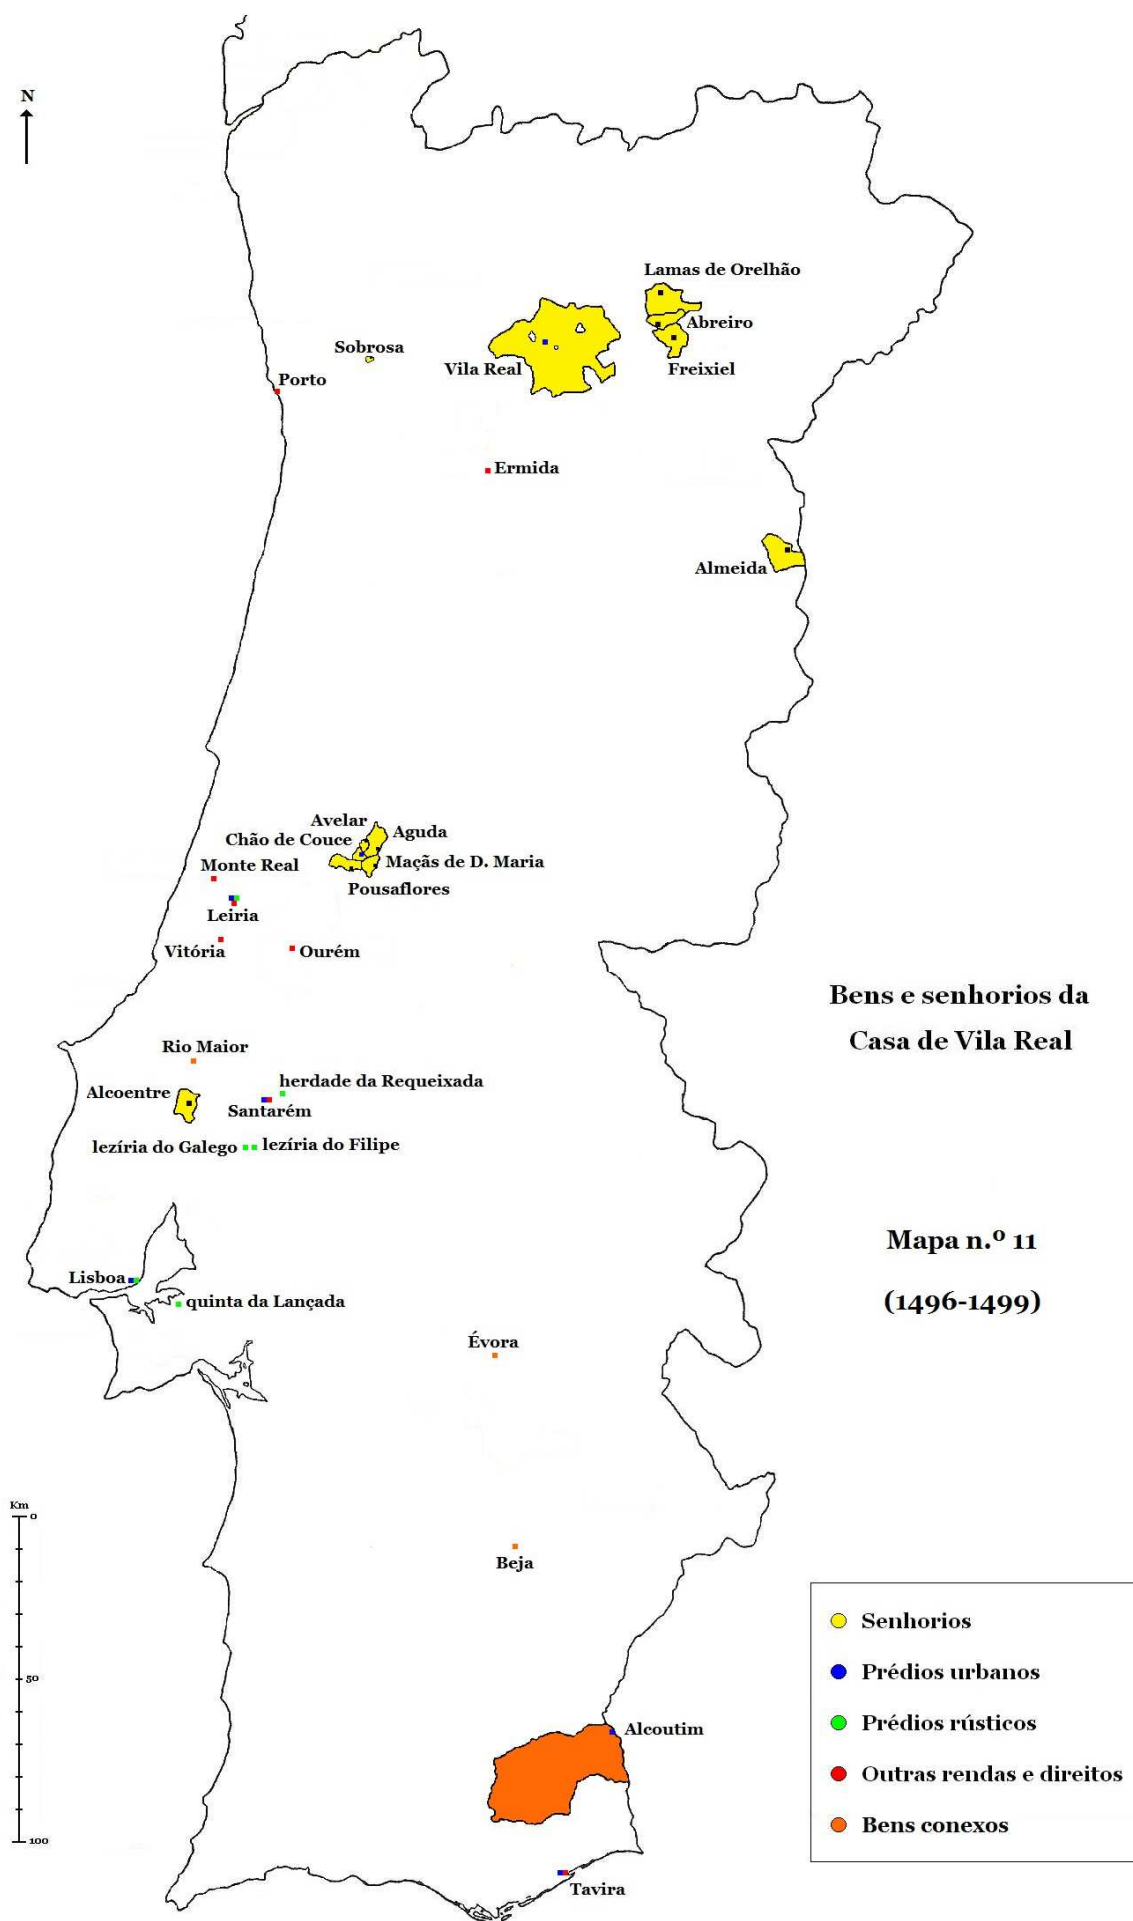 N
Lamas de Orelhão
Abreiro
Sobrosa
Vila Real
Freixiel
Porto
Ermida
Almeida
Avelar
Aguda
Chão de Couce
Maçãs de D. Maria
Monte Real
Pousaflores
Leiria
Vitória
Ourém
Bens e senhorios da
Casa de Vila Real
Rio Maior
herdade da Requeixada
Alcoentre
Santarém
lezíria do Galego
lezíria do Filipe
Mapa n.º 11
(1496-1499)
Lisboa
quinta da Lançada
Évora
Km
0
50
100
Beja
Alcoutim
Tavira
Senhorios
Prédios urbanos
Prédios rústicos
Outras rendas e direitos
Bens conexos